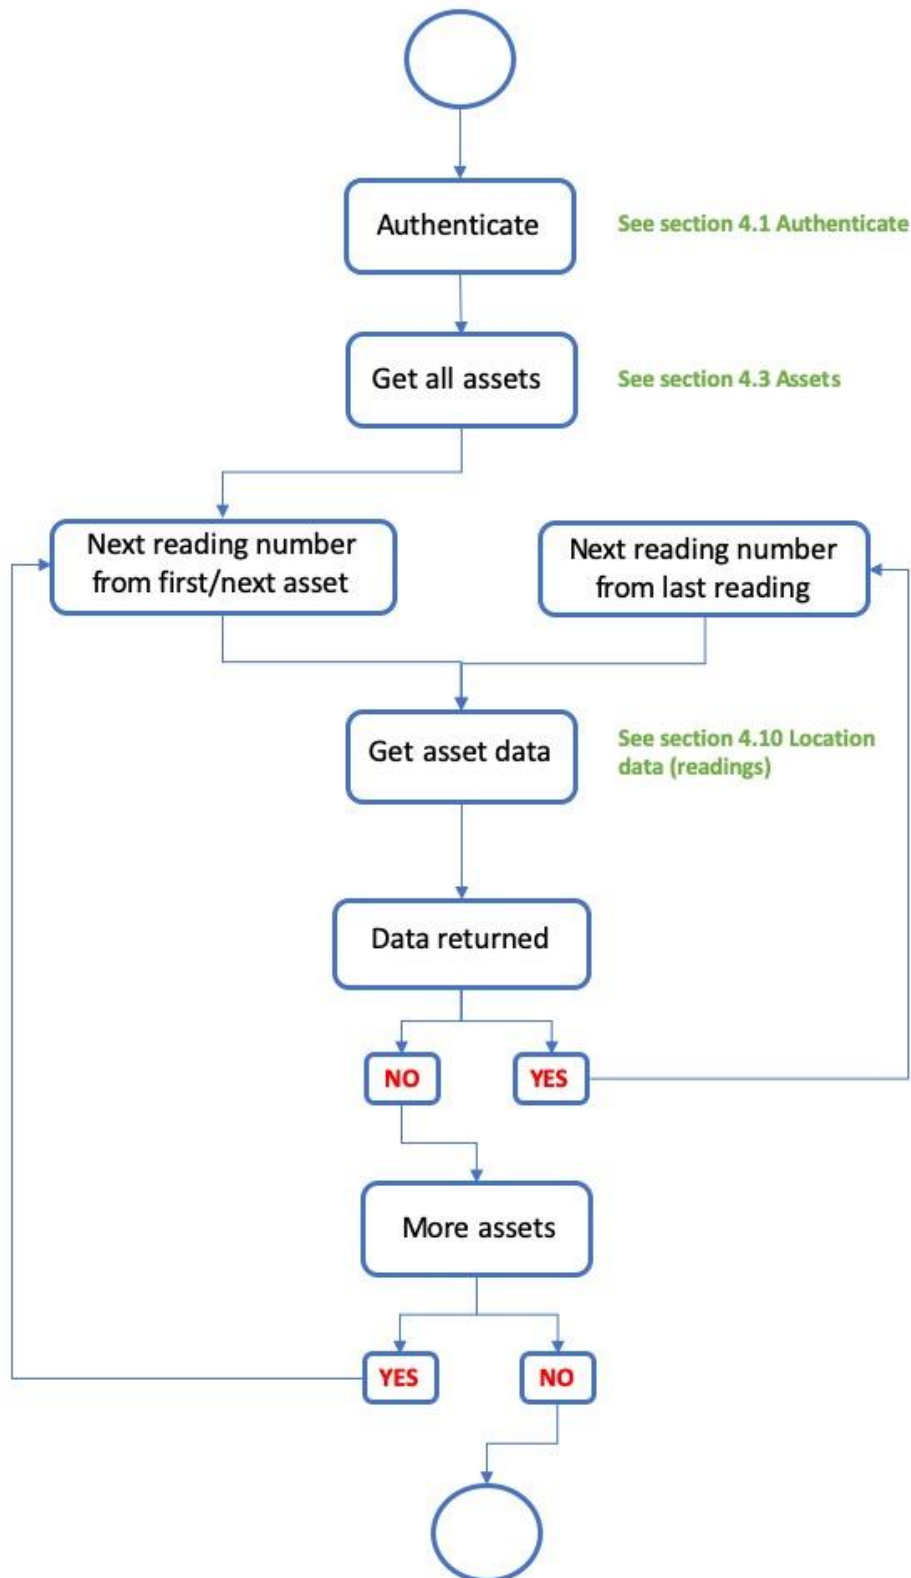 Authenticate
See section 4.1 Authenticate
Get all assets
See section 4.3 Assets
Next reading number
from first/next asset
Next reading number
from last reading
Get asset data
See section 4.10 Location
data (readings)
Data returned
NO
YES
More assets
YES
NO